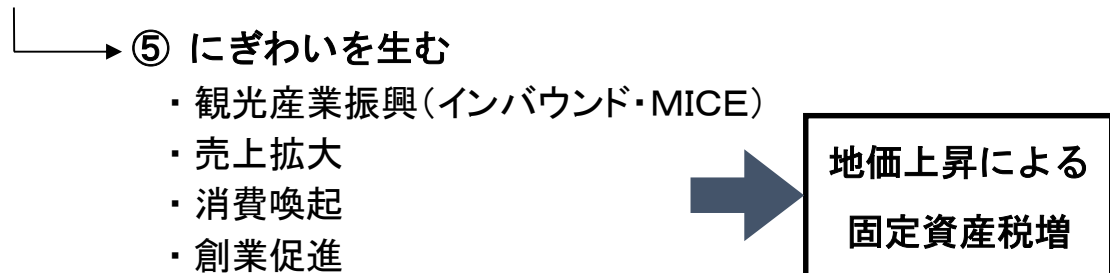 ⑤ にぎわいを生む
・観光産業振興（インバウンド・ＭＩＣＥ）
・売上拡大
・消費喚起
・創業促進
地価上昇による
固定資産税増